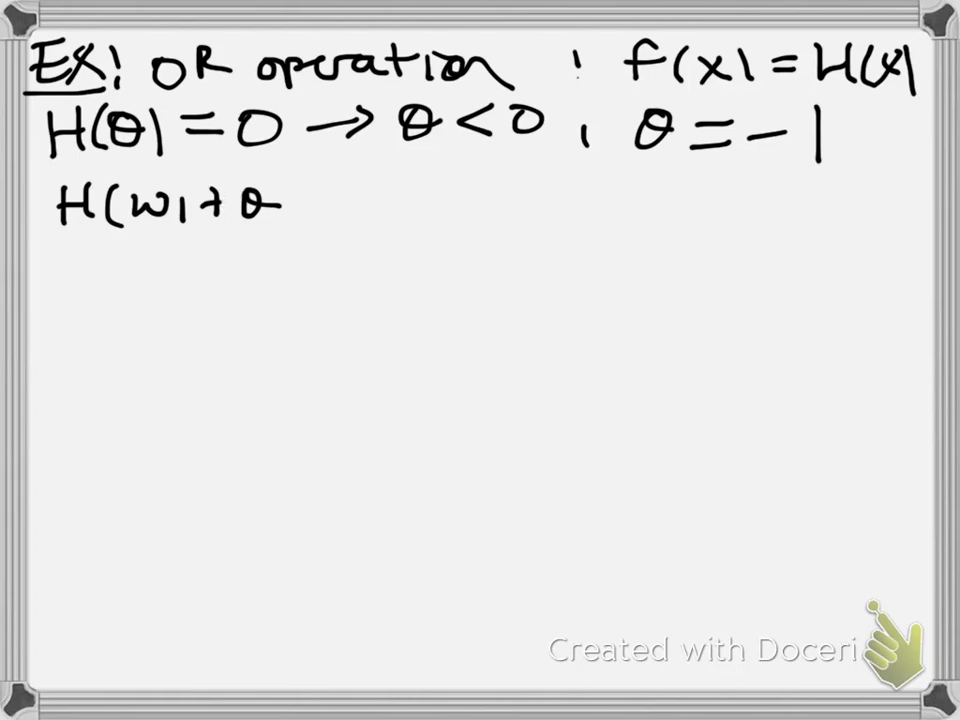 EX: OR operation : f(x) = H(x)
H(θ) = 0 → θ < 0 , θ = -1
H(w₁ + θ
Created with Doceri